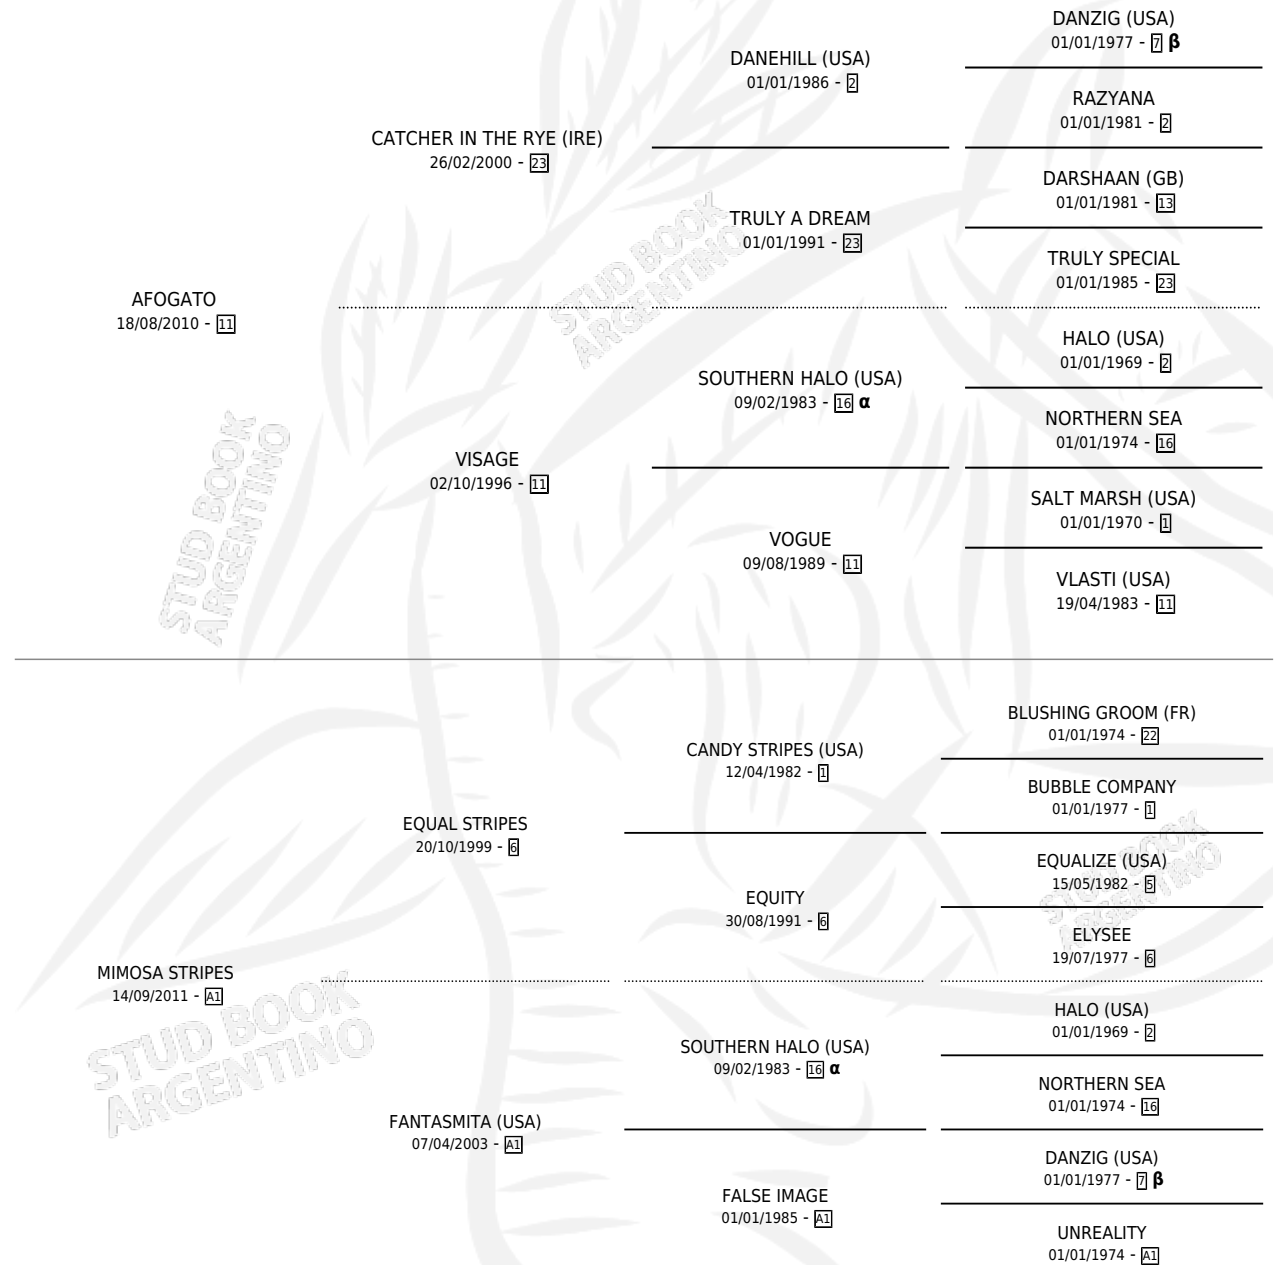 DANZIG (USA)
01/01/1977 - 7 β
DANEHILL (USA)
01/01/1986 - 2
RAZYANA
01/01/1981 - 2
CATCHER IN THE RYE (IRE)
26/02/2000 - 23
DARSHAAN (GB)
01/01/1981 - 13
TRULY A DREAM
01/01/1991 - 23
TRULY SPECIAL
01/01/1985 - 23
STUD BOOK
ARGENTINO
AFOGATO
18/08/2010 - 11
HALO (USA)
01/01/1969 - 2
SOUTHERN HALO (USA)
09/02/1983 - 16 α
NORTHERN SEA
01/01/1974 - 16
VISAGE
02/10/1996 - 11
SALT MARSH (USA)
01/01/1970 - 1
VOGUE
09/08/1989 - 11
VLASTI (USA)
19/04/1983 - 11
STUD BOOK
ARGENTINO
BLUSHING GROOM (FR)
01/01/1974 - 22
CANDY STRIPES (USA)
12/04/1982 - 1
BUBBLE COMPANY
01/01/1977 - 1
EQUAL STRIPES
20/10/1999 - 6
EQUALIZE (USA)
15/05/1982 - 5
STUD BOOK
ARGENTINO
EQUITY
30/08/1991 - 6
ELYSEE
19/07/1977 - 6
MIMOSA STRIPES
14/09/2011 - A1
STUD BOOK
ARGENTINO
HALO (USA)
01/01/1969 - 2
SOUTHERN HALO (USA)
09/02/1983 - 16 α
NORTHERN SEA
01/01/1974 - 16
FANTASMITA (USA)
07/04/2003 - A1
DANZIG (USA)
01/01/1977 - 7 β
FALSE IMAGE
01/01/1985 - A1
UNREALITY
01/01/1974 - A1